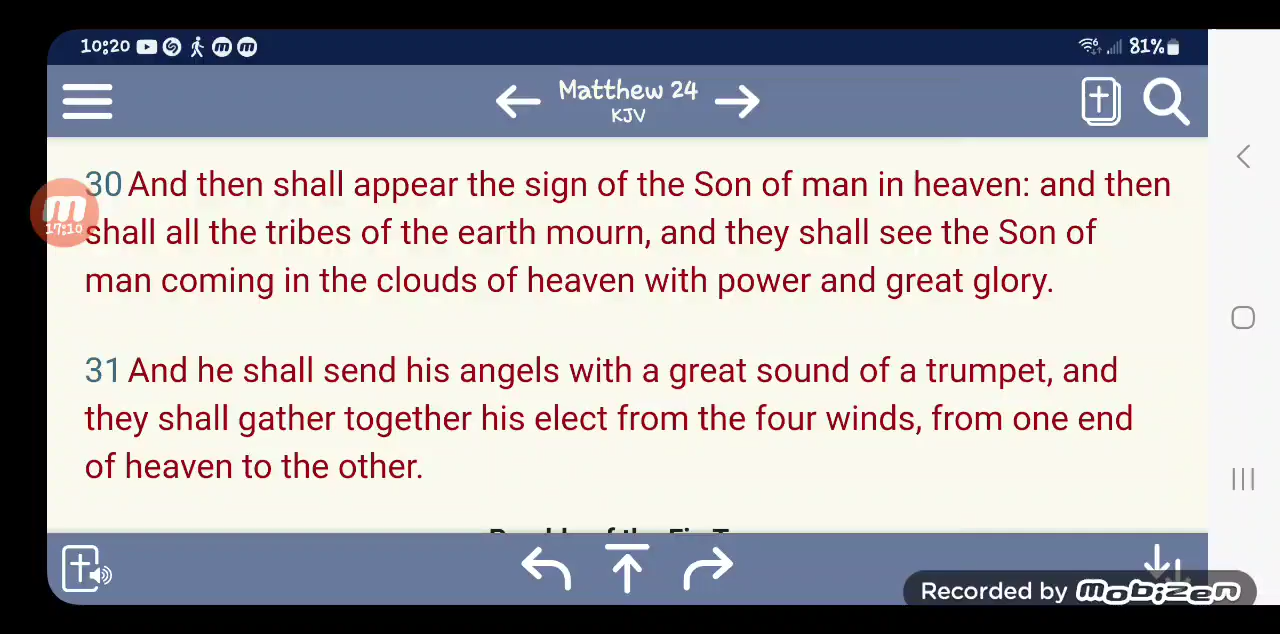 10:20
81%
Matthew 24
KJV
30 And then shall appear the sign of the Son of man in heaven: and then
17:10
shall all the tribes of the earth mourn, and they shall see the Son of
man coming in the clouds of heaven with power and great glory.
31 And he shall send his angels with a great sound of a trumpet, and
they shall gather together his elect from the four winds, from one end
of heaven to the other.
Recorded by Mobizen